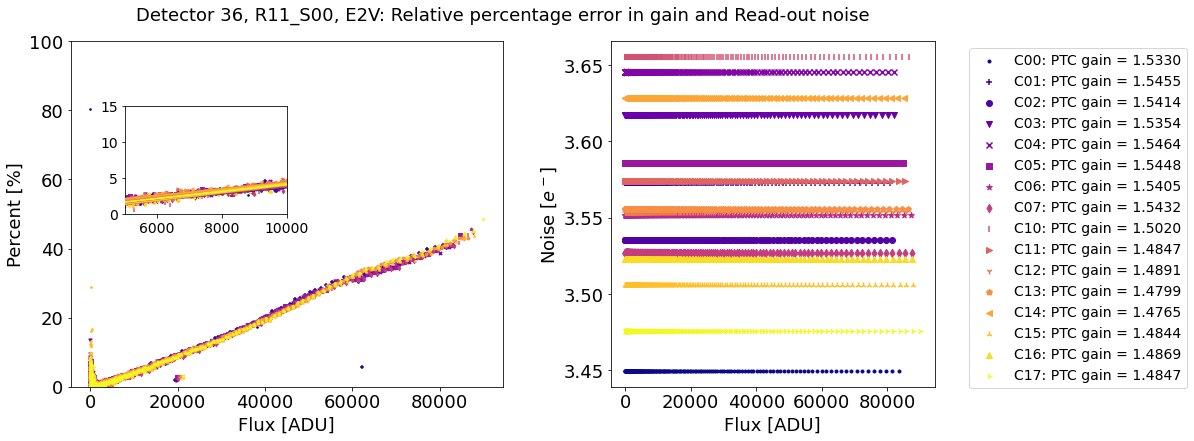 Detector 36, R11_S00, E2V: Relative percentage error in gain and Read-out noise
100
80
60
40
20
0
Percent [%]
15
10
5
0
6000 8000 10000
0 20000 40000 60000 80000
Flux [ADU]
3.65
3.60
3.55
3.50
3.45
Noise [e⁻]
0 20000 40000 60000 80000
Flux [ADU]
C00: PTC gain = 1.5330
C01: PTC gain = 1.5455
C02: PTC gain = 1.5414
C03: PTC gain = 1.5354
C04: PTC gain = 1.5464
C05: PTC gain = 1.5448
C06: PTC gain = 1.5405
C07: PTC gain = 1.5432
C10: PTC gain = 1.5020
C11: PTC gain = 1.4847
C12: PTC gain = 1.4891
C13: PTC gain = 1.4799
C14: PTC gain = 1.4765
C15: PTC gain = 1.4844
C16: PTC gain = 1.4869
C17: PTC gain = 1.4847